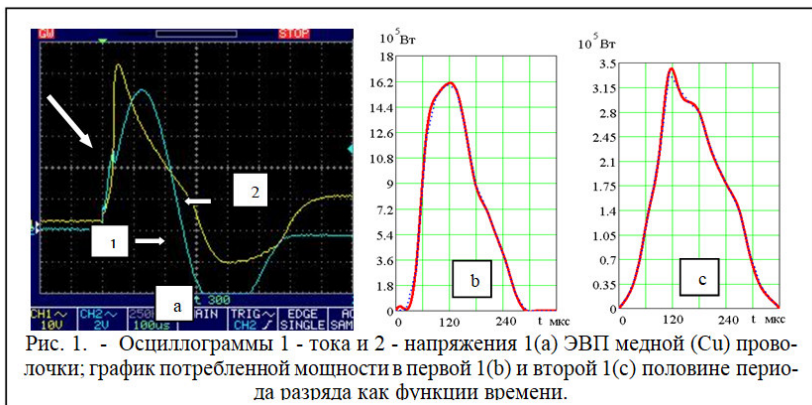 GW
STOP
1
2
a
t 300
CH1~ CH2~ 250 MAIN TRIG~ EDGE
10V 2V 100us CH2 SINGLE SAM
10⁵Вт
18
16.2
14.4
12.6
10.8
9
7.2
5.4
3.6
1.8
0 120 240 t мкс
b
10⁵Вт
3.5
3.15
2.8
2.45
2.1
1.75
1.4
1.05
0.7
0.35
0 120 240 t мкс
c
Рис. 1. - Осциллограммы 1 - тока и 2 - напряжения 1(a) ЭВП медной (Cu) прово-
лочки; график потребленной мощности в первой 1(b) и второй 1(c) половине перио-
да разряда как функции времени.